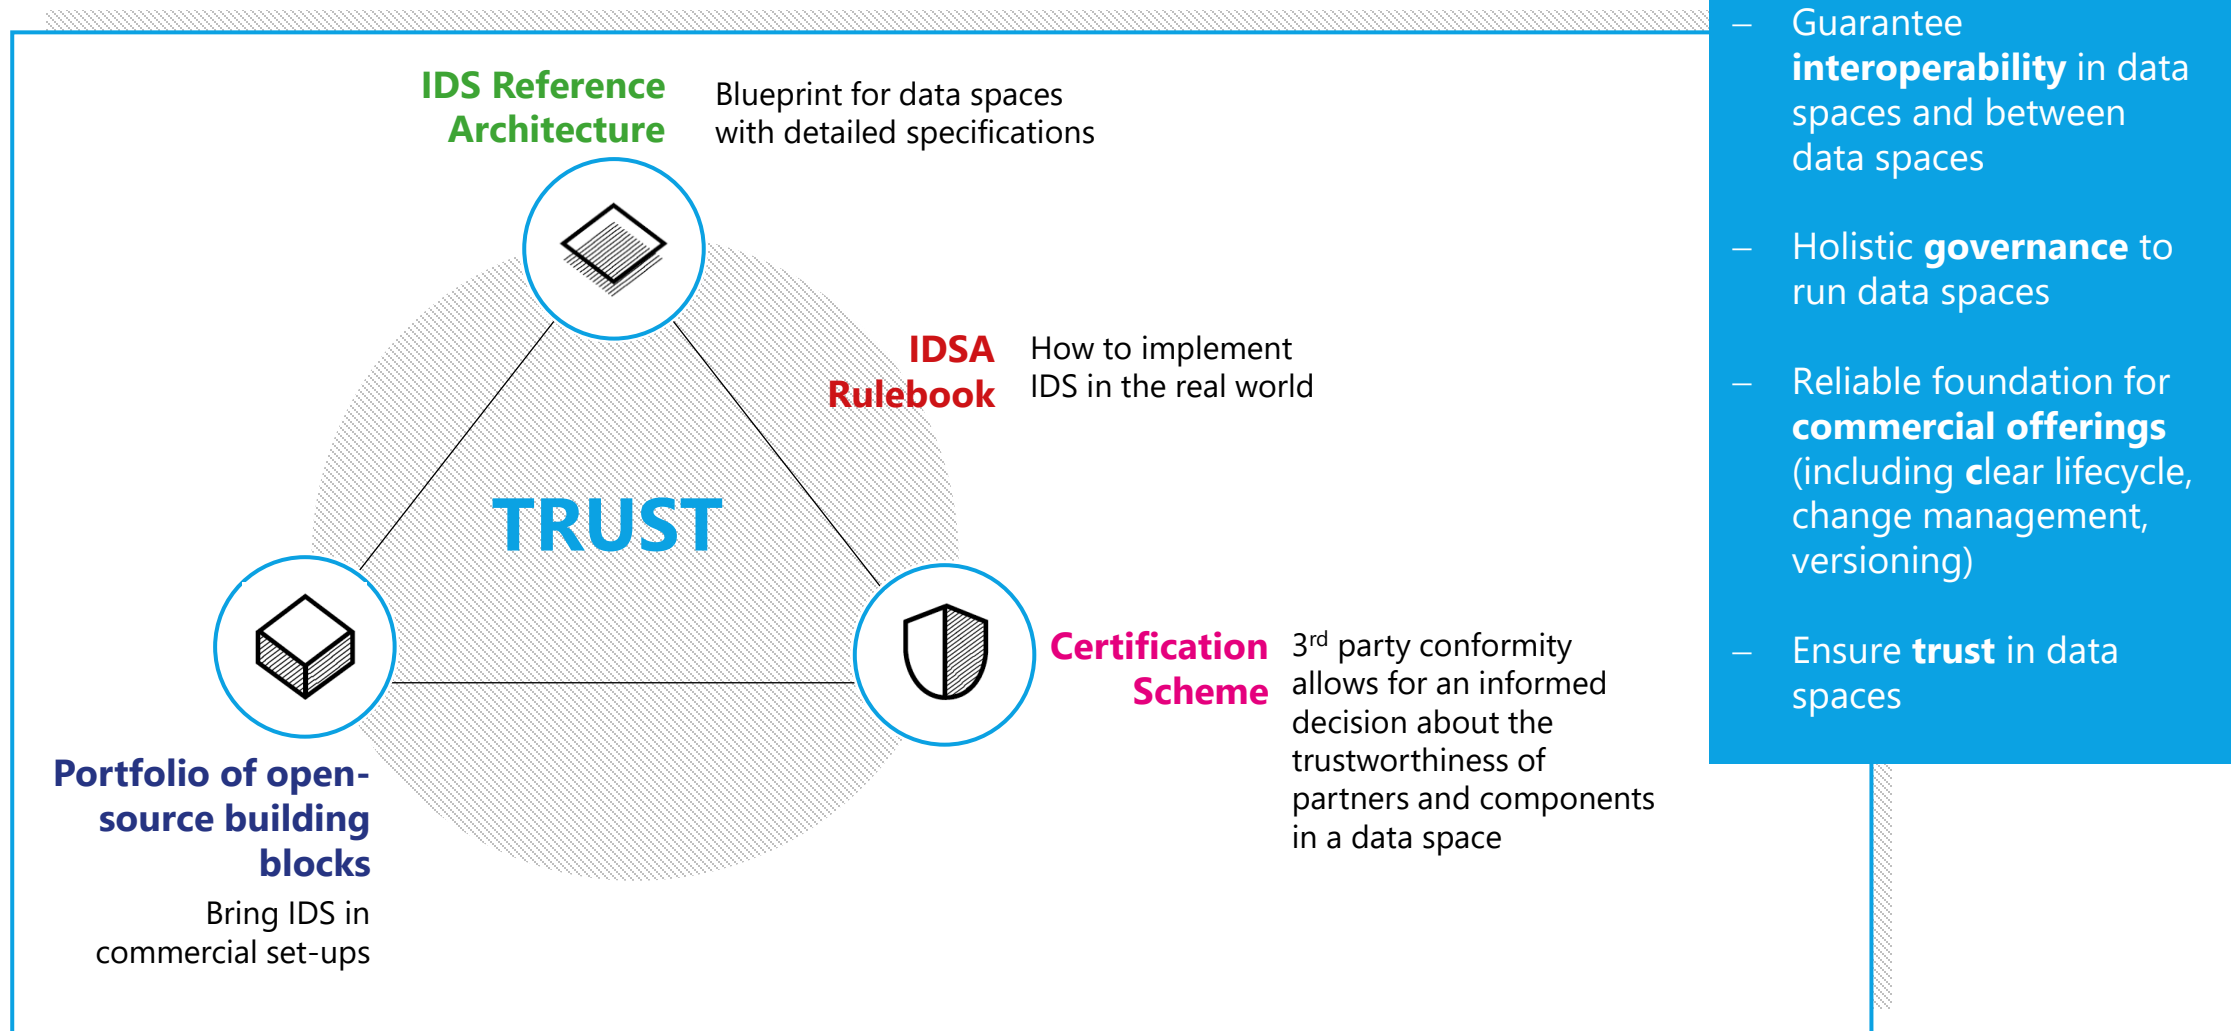 IDS Reference
Architecture
Blueprint for data spaces
with detailed specifications
IDSA
Rulebook
How to implement
IDS in the real world
TRUST
Certification
Scheme
3rd party conformity
allows for an informed
decision about the
trustworthiness of
partners and components
in a data space
Portfolio of open-
source building
blocks
Bring IDS in
commercial set-ups
– Guarantee
interoperability in data
spaces and between
data spaces
– Holistic governance to
run data spaces
– Reliable foundation for
commercial offerings
(including clear lifecycle,
change management,
versioning)
– Ensure trust in data
spaces